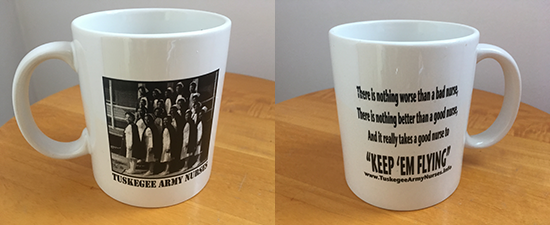 TUSKEGEE ARMY NURSES
There is nothing worse than a bad nurse,
There is nothing better than a good nurse,
And it really takes a good nurse to
"KEEP 'EM FLYING"
www.TuskegeeArmyNurses.Info